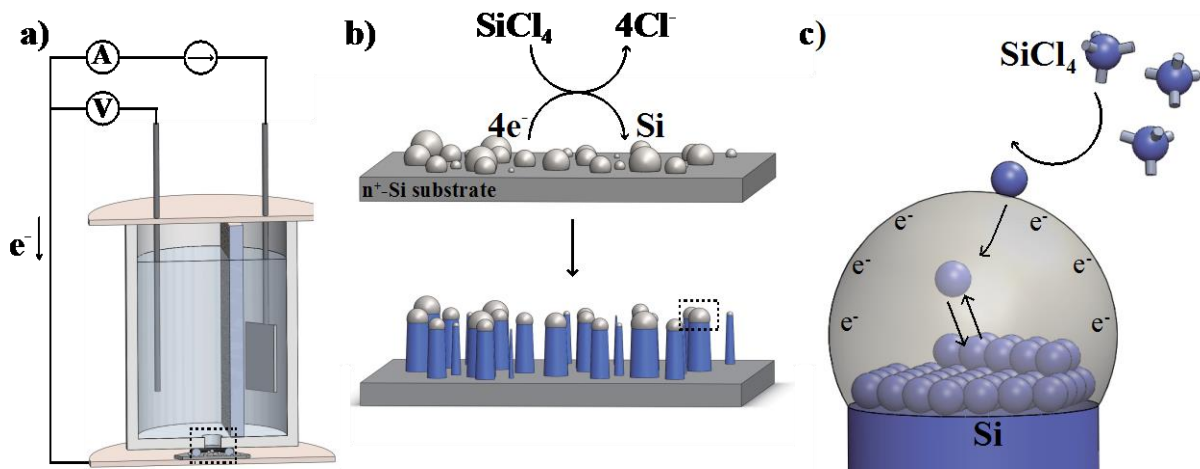 a)
A
V
e⁻
b)
SiCl₄
4Cl⁻
4e⁻
Si
n⁺-Si substrate
c)
SiCl₄
e⁻
e⁻
e⁻
e⁻
e⁻
e⁻
Si